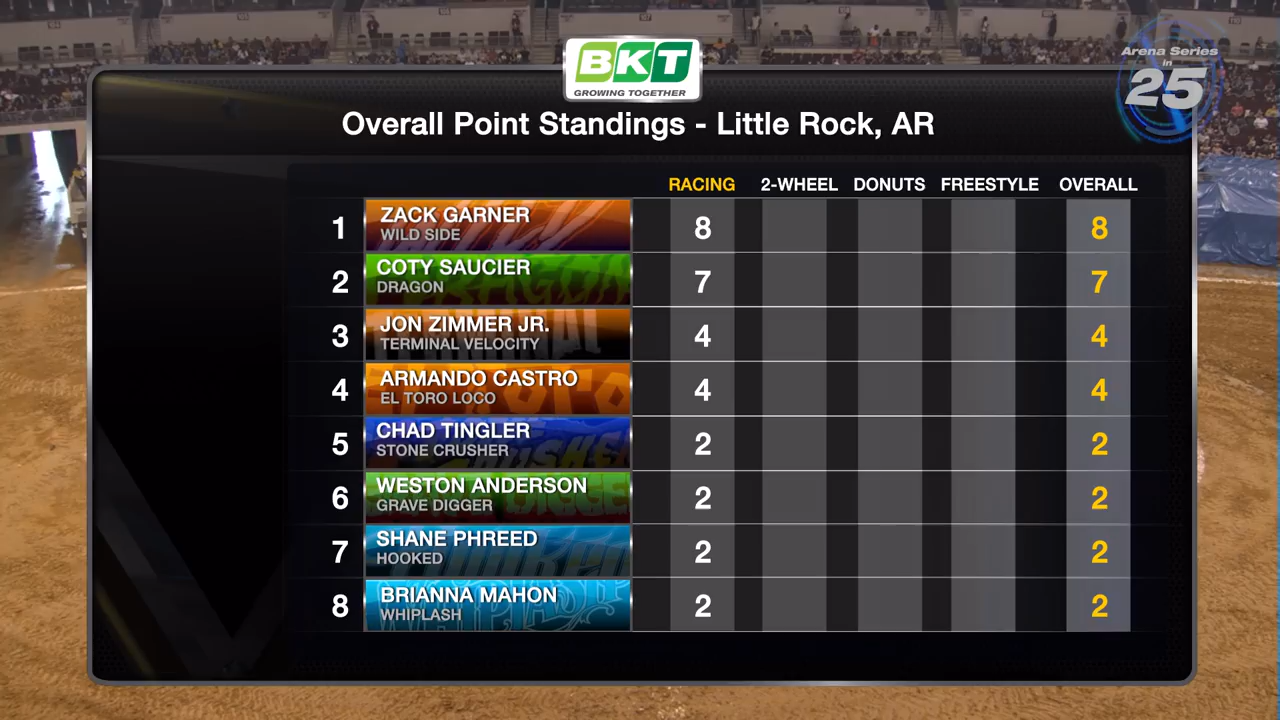 BKT
GROWING TOGETHER
Arena Series
in
25
Overall Point Standings - Little Rock, AR
RACING 2-WHEEL DONUTS FREESTYLE OVERALL
1 ZACK GARNER 8 8
WILD SIDE
2 COTY SAUCIER 7 7
DRAGON
3 JON ZIMMER JR. 4 4
TERMINAL VELOCITY
4 ARMANDO CASTRO 4 4
EL TORO LOCO
5 CHAD TINGLER 2 2
STONE CRUSHER
6 WESTON ANDERSON 2 2
GRAVE DIGGER
7 SHANE PHREED 2 2
HOOKED
8 BRIANNA MAHON 2 2
WHIPLASH